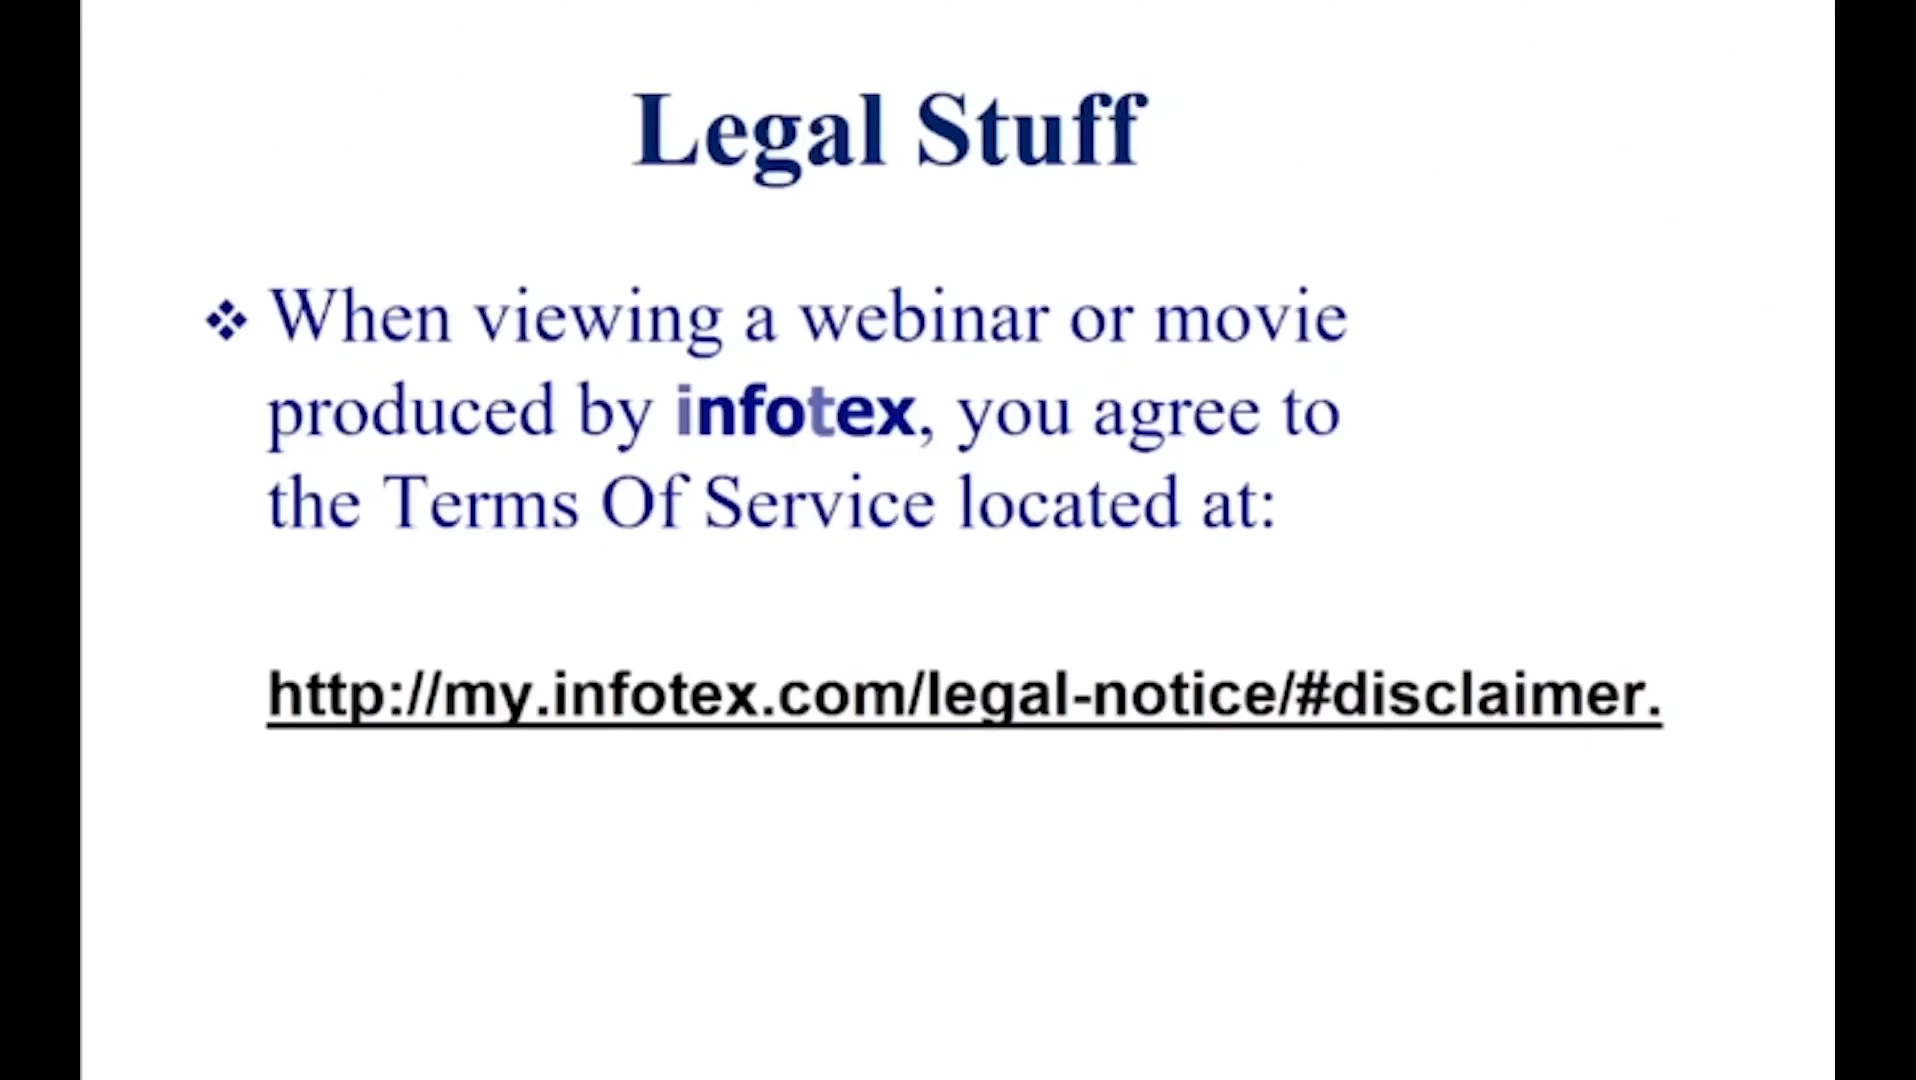 Legal Stuff
❖ When viewing a webinar or movie
produced by infotex, you agree to
the Terms Of Service located at:
http://my.infotex.com/legal-notice/#disclaimer.